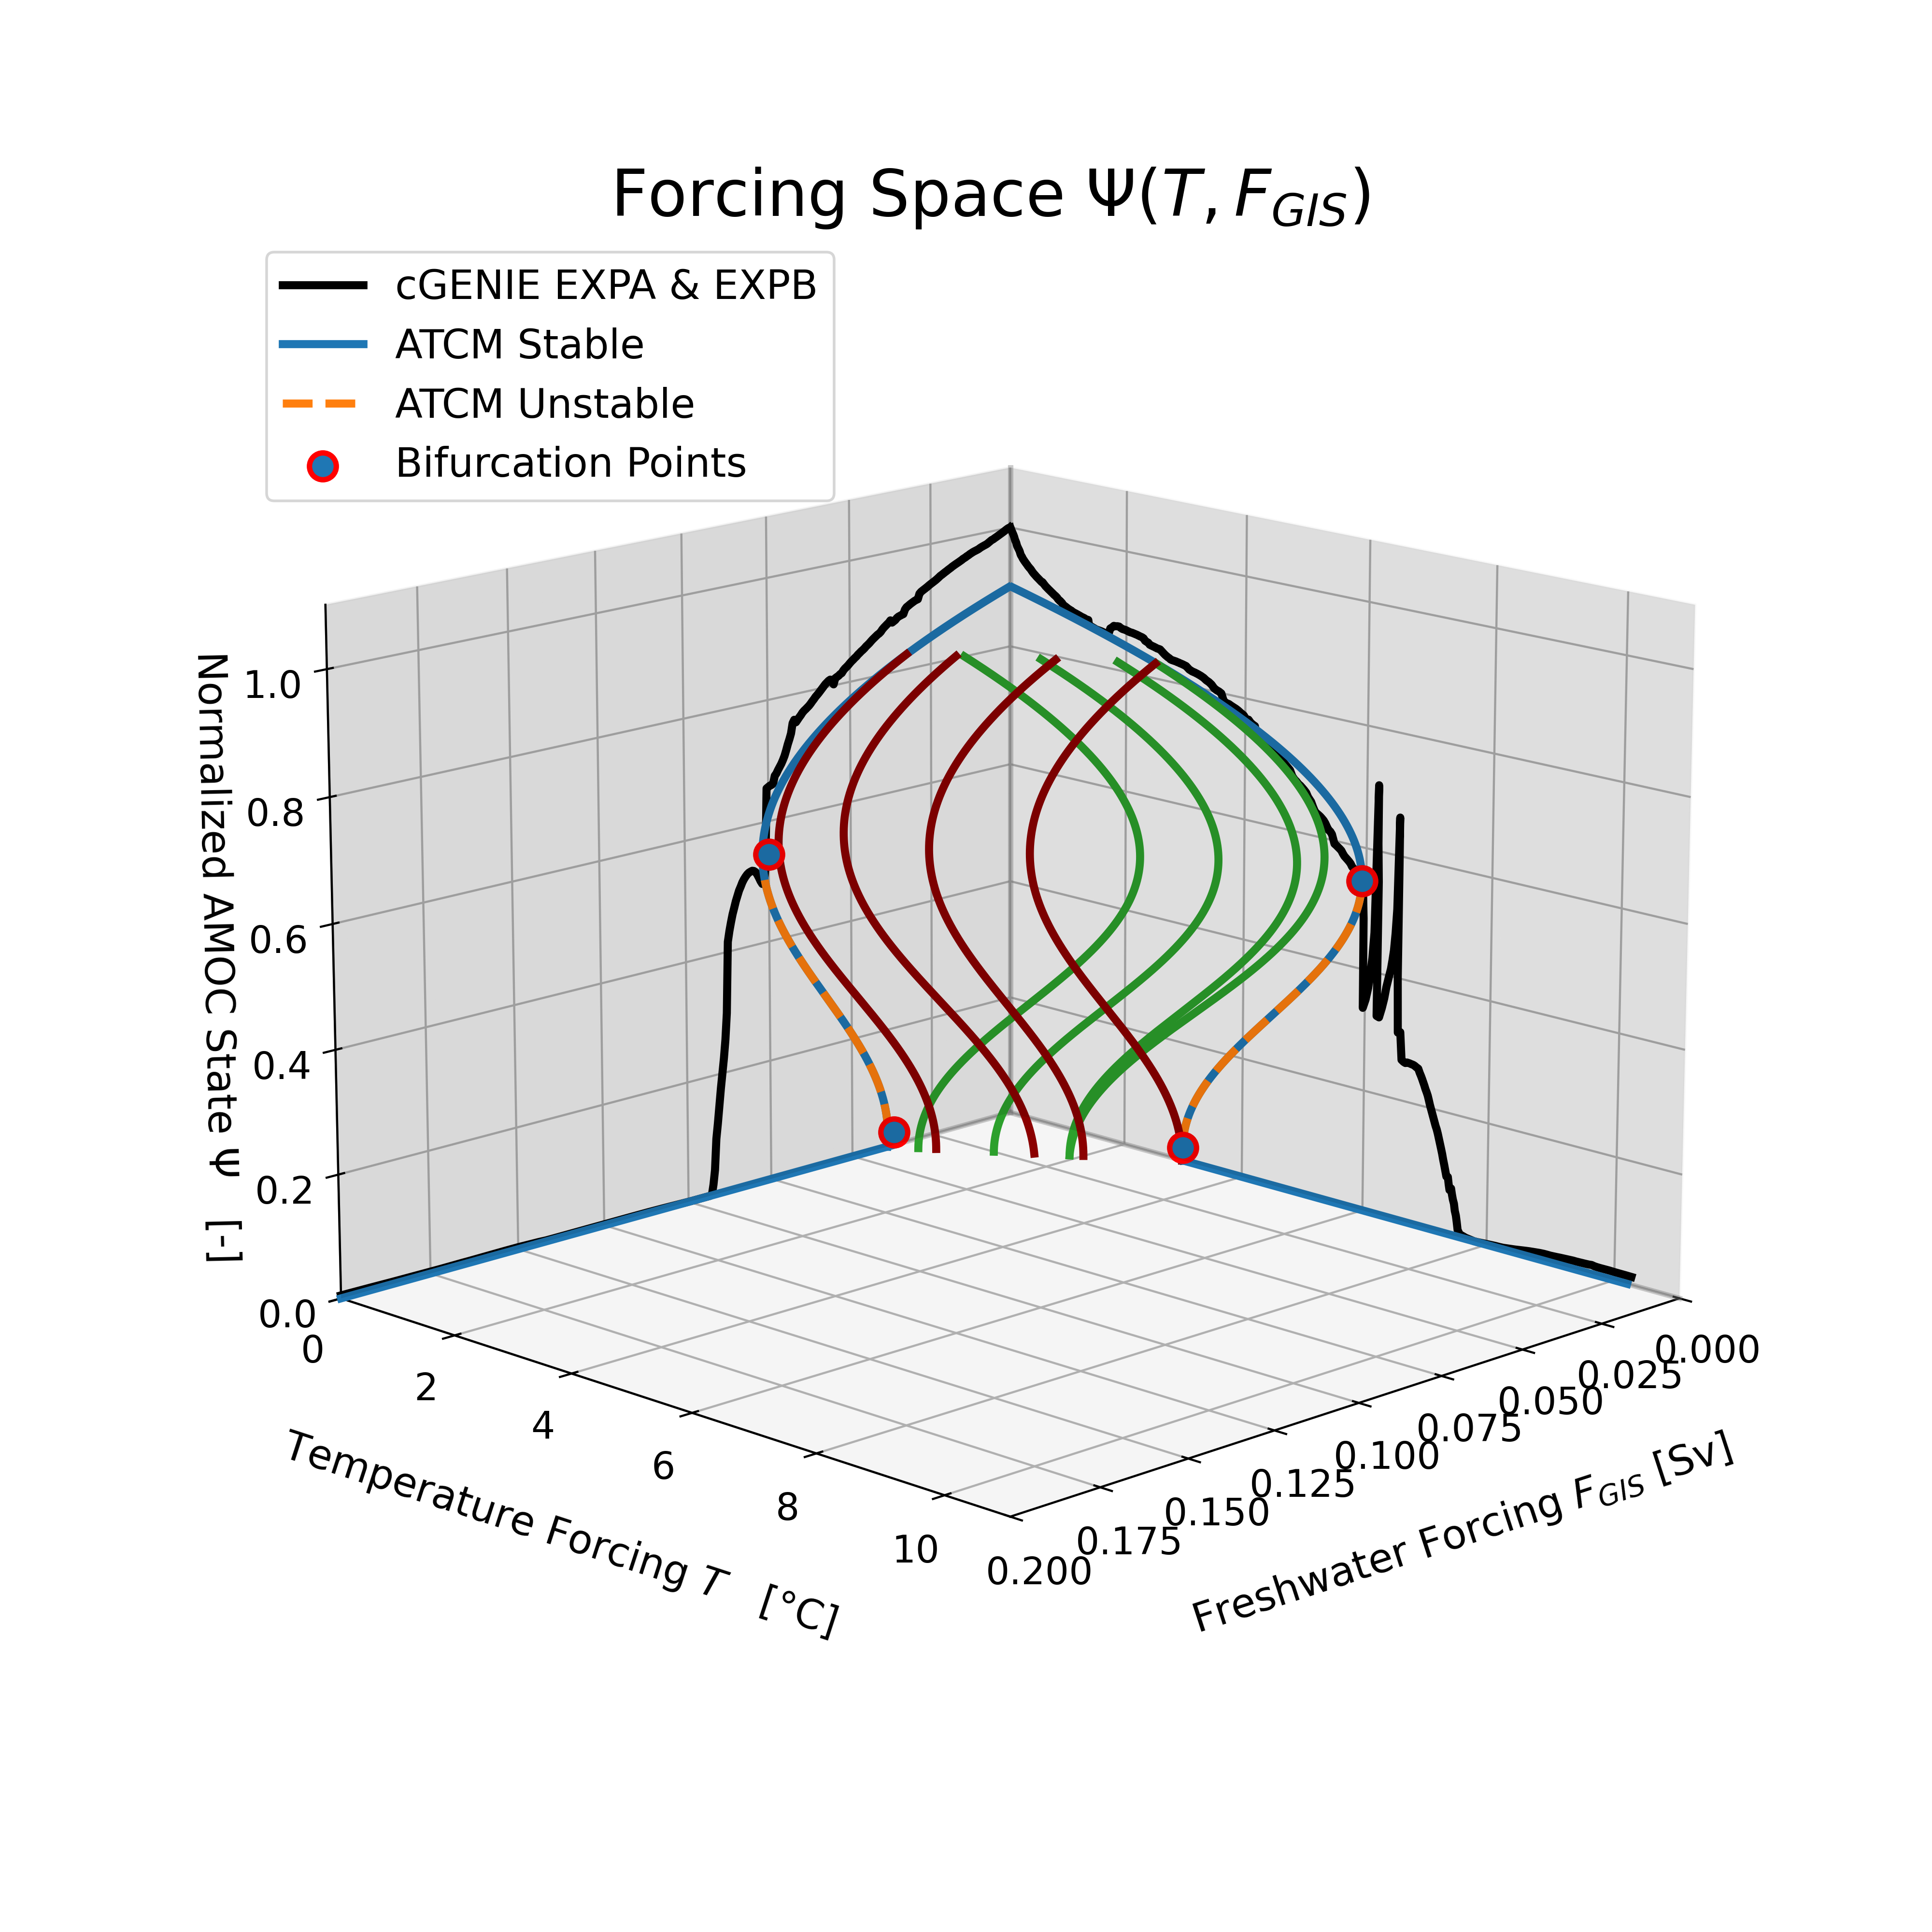 Forcing Space Ψ(T, F_GIS)
cGENIE EXPA & EXPB
ATCM Stable
ATCM Unstable
Bifurcation Points
Normalized AMOC State Ψ [-]
1.0
0.8
0.6
0.4
0.2
0.0
0
2
4
6
8
10
Temperature Forcing T [°C]
0.000
0.025
0.050
0.075
0.100
0.125
0.150
0.175
0.200
Freshwater Forcing F_GIS [Sv]